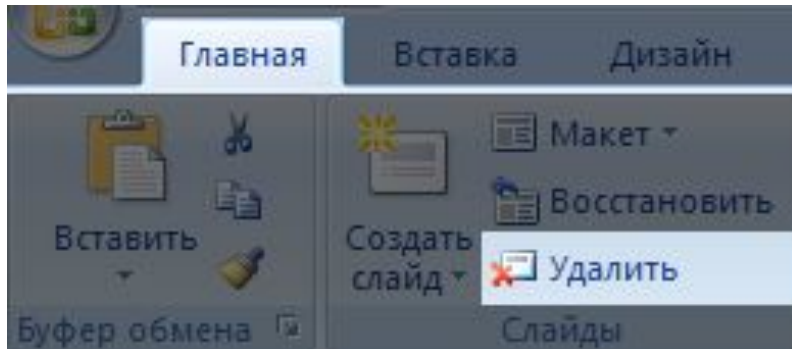 Главная Вставка Дизайн
Макет
Восстановить
Вставить
Создать
слайд
Удалить
Буфер обмена Слайды